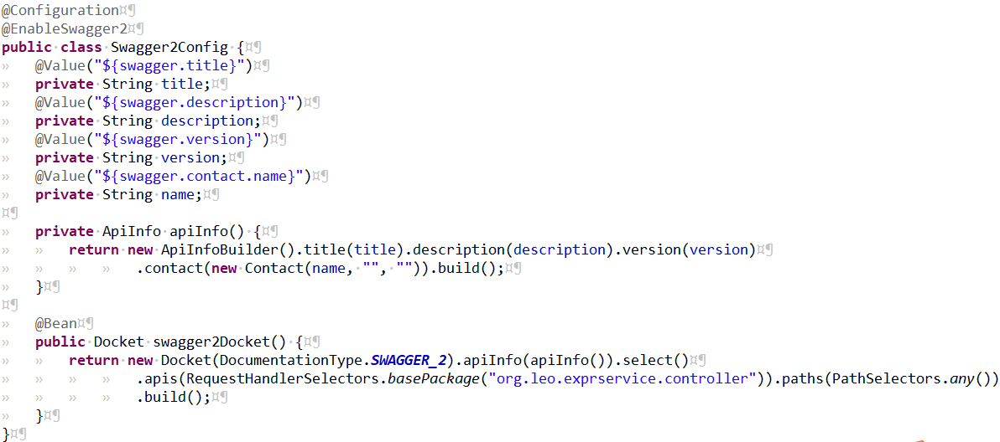 @Configuration¤¶
@EnableSwagger2¤¶
public·class·Swagger2Config·{¤¶
»	@Value("${swagger.title}")¤¶
»	private·String·title;¤¶
»	@Value("${swagger.description}")¤¶
»	private·String·description;¤¶
»	@Value("${swagger.version}")¤¶
»	private·String·version;¤¶
»	@Value("${swagger.contact.name}")¤¶
»	private·String·name;¤¶
¤¶
»	private·ApiInfo·apiInfo()·{¤¶
»	»	return·new·ApiInfoBuilder().title(title).description(description).version(version)¤¶
»	»	»	»	.contact(new·Contact(name,·"",·"")).build();¤¶
»	}¤¶
¤¶
»	@Bean¤¶
»	public·Docket·swagger2Docket()·{¤¶
»	»	return·new·Docket(DocumentationType.SWAGGER_2).apiInfo(apiInfo()).select()¤¶
»	»	»	»	.apis(RequestHandlerSelectors.basePackage("org.leo.exprservice.controller")).paths(PathSelectors.any())
»	»	»	»	.build();¤¶
»	}¤¶
}¤¶